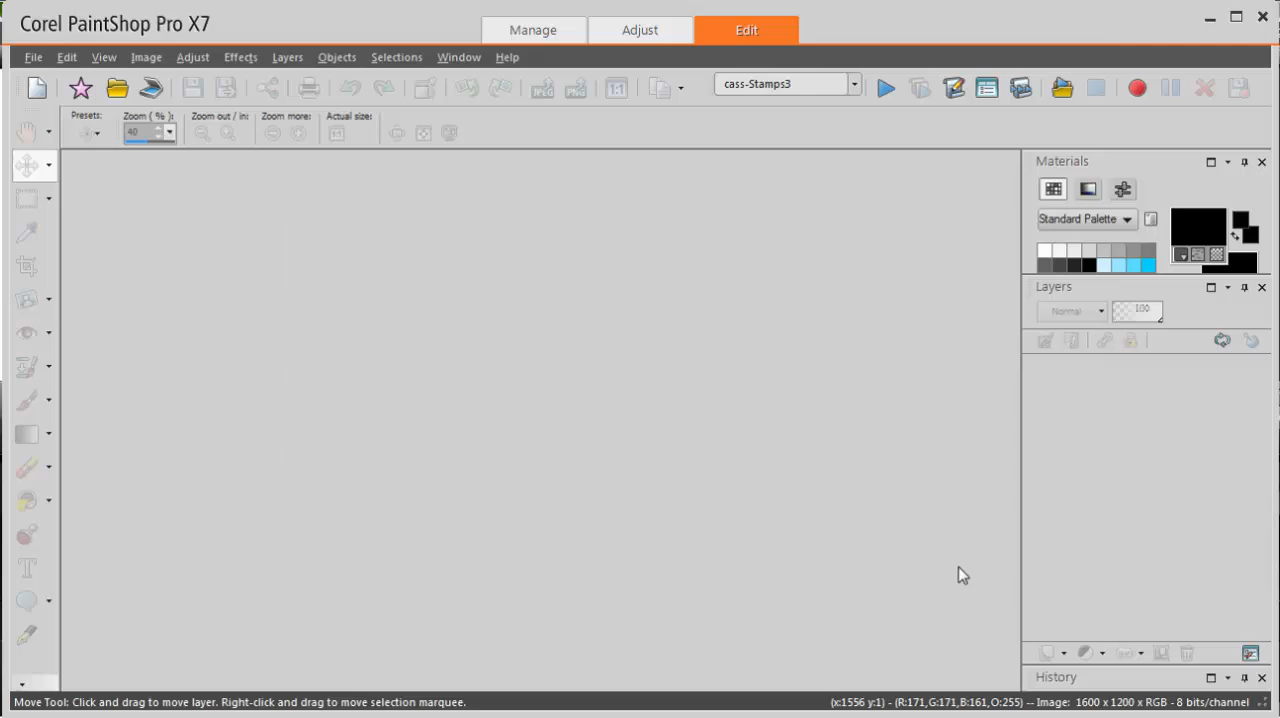 Corel PaintShop Pro X7
Manage Adjust Edit
File Edit View Image Adjust Effects Layers Objects Selections Window Help
cass-Stamps3
Presets: Zoom ( % ): Zoom out / in: Zoom more: Actual size:
40
Materials
Standard Palette
Layers
Normal 100
History
Move Tool: Click and drag to move layer. Right-click and drag to move selection marquee. (x:1556 y:1) - (R:171,G:171,B:161,O:255) -- Image: 1600 x 1200 x RGB - 8 bits/channel